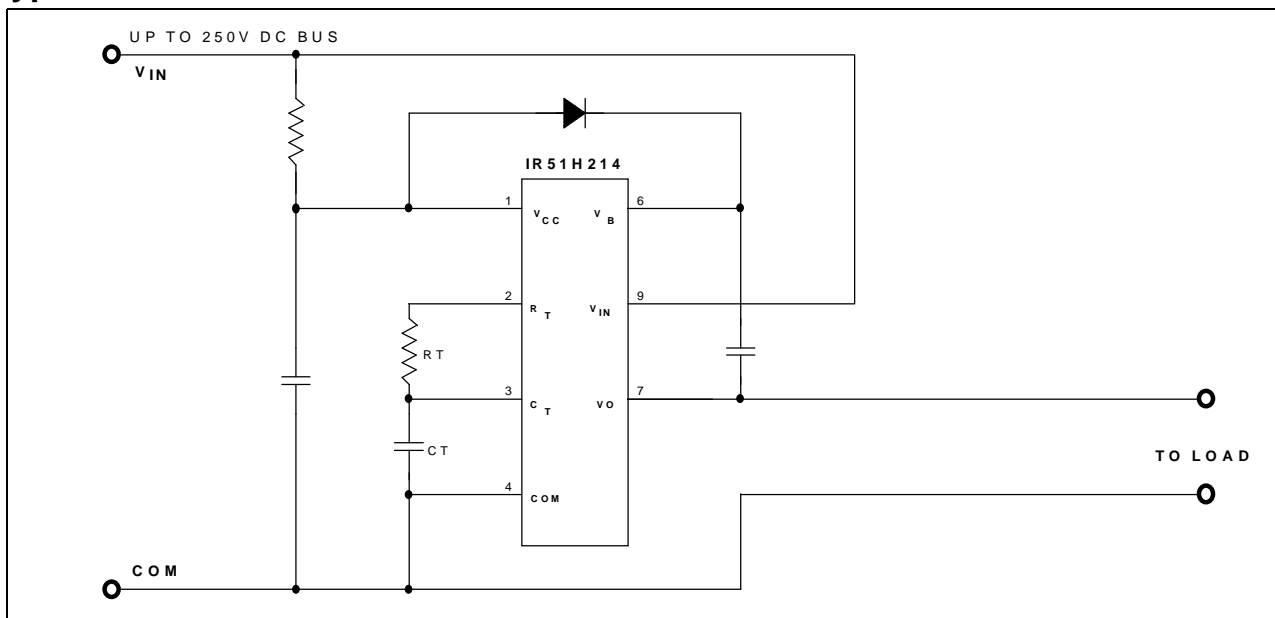 UP TO 250V DC BUS
VIN
IR51H214
1
VCC
VB
6
2
RT
VIN
9
RT
3
CT
VO
7
CT
4
COM
TO LOAD
COM